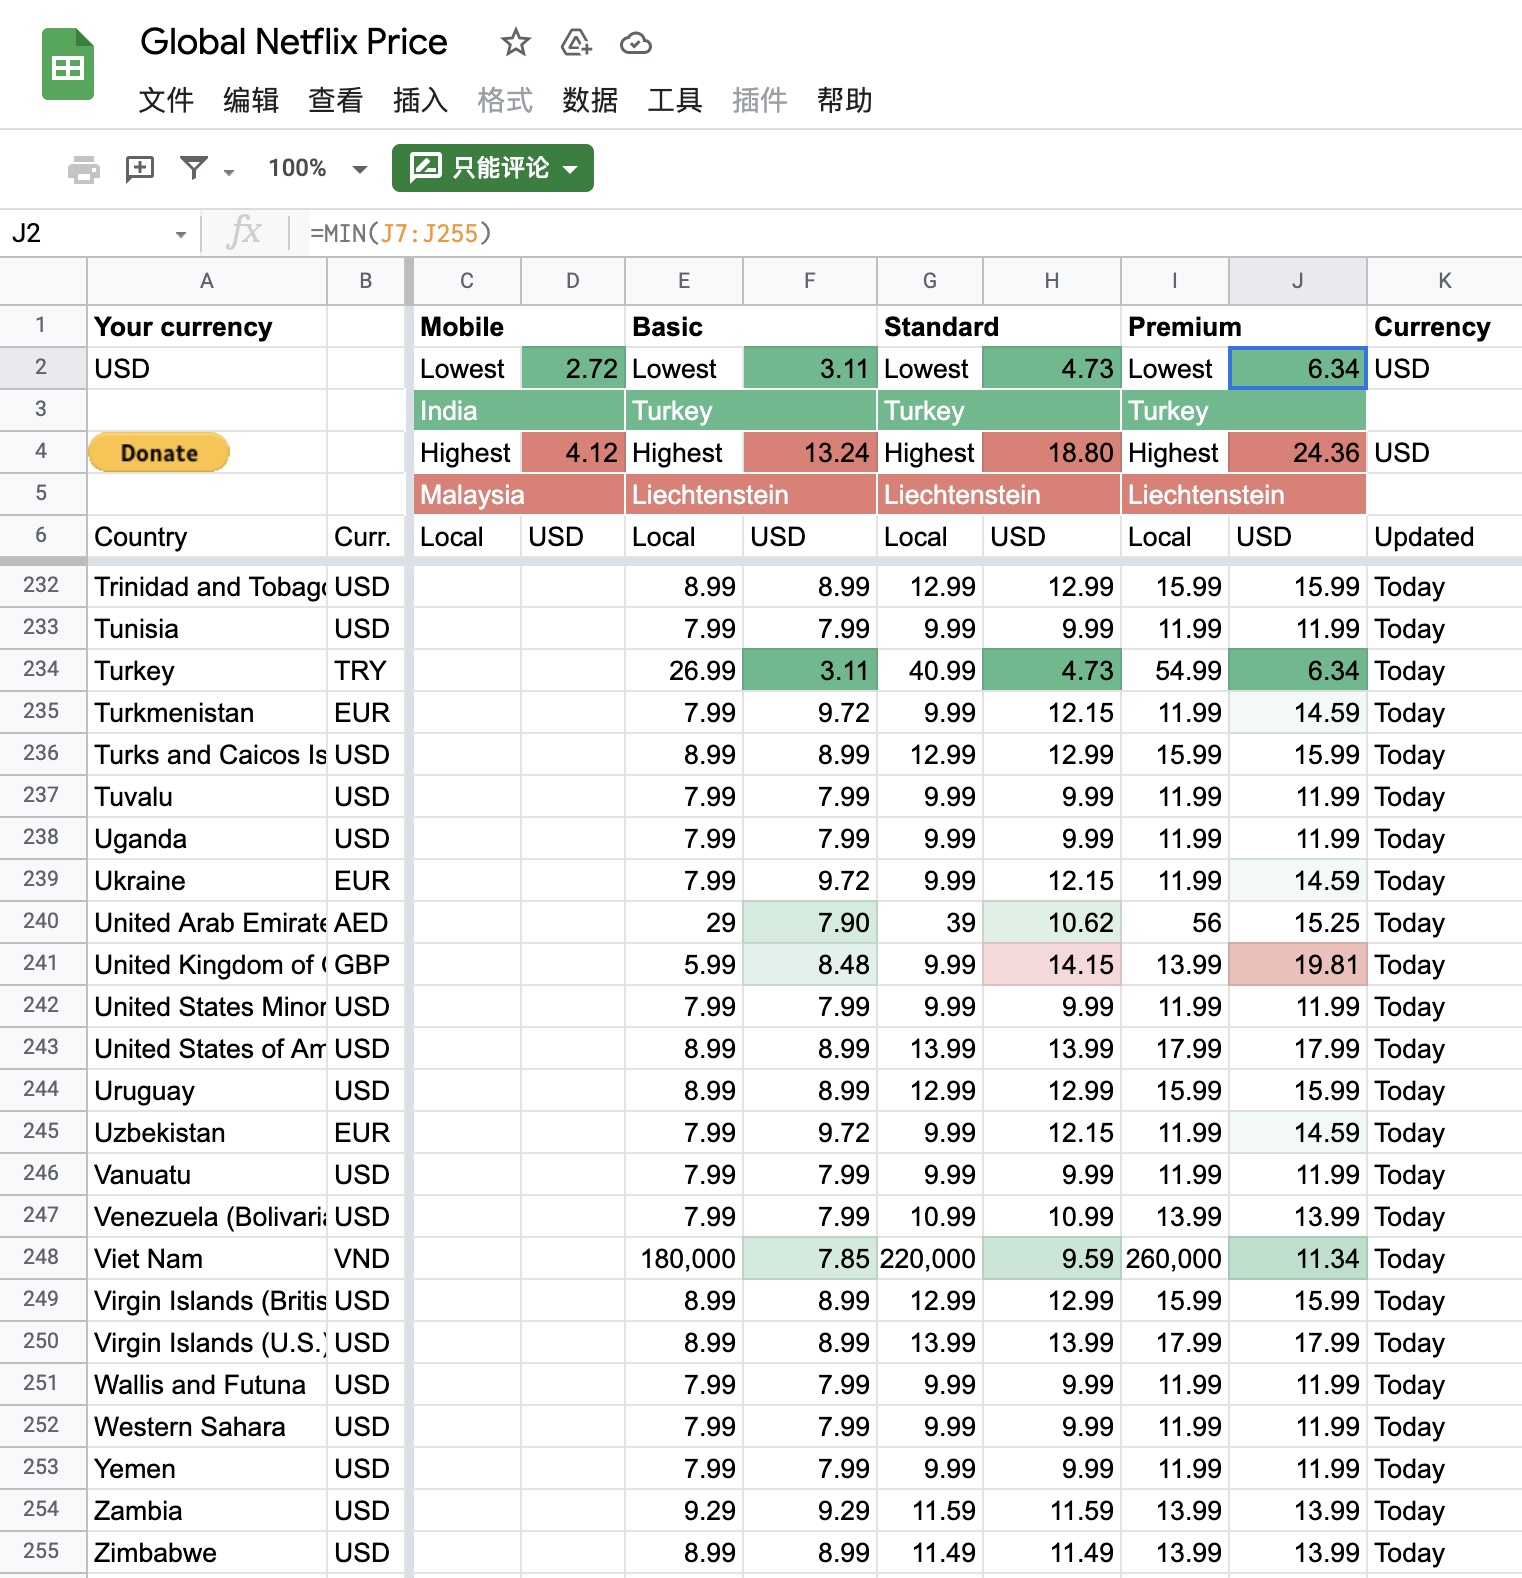 Global Netflix Price
文件 编辑 查看 插入 格式 数据 工具 插件 帮助
100% 只能评论
J2 fx =MIN(J7:J255)
A B C D E F G H I J K
1 Your currency Mobile Basic Standard Premium Currency
2 USD Lowest 2.72 Lowest 3.11 Lowest 4.73 Lowest 6.34 USD
3 India Turkey Turkey Turkey
4 Donate Highest 4.12 Highest 13.24 Highest 18.80 Highest 24.36 USD
5 Malaysia Liechtenstein Liechtenstein Liechtenstein
6 Country Curr. Local USD Local USD Local USD Local USD Updated
232 Trinidad and Tobago USD 8.99 8.99 12.99 12.99 15.99 15.99 Today
233 Tunisia USD 7.99 7.99 9.99 9.99 11.99 11.99 Today
234 Turkey TRY 26.99 3.11 40.99 4.73 54.99 6.34 Today
235 Turkmenistan EUR 7.99 9.72 9.99 12.15 11.99 14.59 Today
236 Turks and Caicos Is USD 8.99 8.99 12.99 12.99 15.99 15.99 Today
237 Tuvalu USD 7.99 7.99 9.99 9.99 11.99 11.99 Today
238 Uganda USD 7.99 7.99 9.99 9.99 11.99 11.99 Today
239 Ukraine EUR 7.99 9.72 9.99 12.15 11.99 14.59 Today
240 United Arab Emirate AED 29 7.90 39 10.62 56 15.25 Today
241 United Kingdom of GBP 5.99 8.48 9.99 14.15 13.99 19.81 Today
242 United States Minor USD 7.99 7.99 9.99 9.99 11.99 11.99 Today
243 United States of Am USD 8.99 8.99 13.99 13.99 17.99 17.99 Today
244 Uruguay USD 8.99 8.99 12.99 12.99 15.99 15.99 Today
245 Uzbekistan EUR 7.99 9.72 9.99 12.15 11.99 14.59 Today
246 Vanuatu USD 7.99 7.99 9.99 9.99 11.99 11.99 Today
247 Venezuela (Bolivaria USD 7.99 7.99 10.99 10.99 13.99 13.99 Today
248 Viet Nam VND 180,000 7.85 220,000 9.59 260,000 11.34 Today
249 Virgin Islands (Britis USD 8.99 8.99 12.99 12.99 15.99 15.99 Today
250 Virgin Islands (U.S.) USD 8.99 8.99 13.99 13.99 17.99 17.99 Today
251 Wallis and Futuna USD 7.99 7.99 9.99 9.99 11.99 11.99 Today
252 Western Sahara USD 7.99 7.99 9.99 9.99 11.99 11.99 Today
253 Yemen USD 7.99 7.99 9.99 9.99 11.99 11.99 Today
254 Zambia USD 9.29 9.29 11.59 11.59 13.99 13.99 Today
255 Zimbabwe USD 8.99 8.99 11.49 11.49 13.99 13.99 Today